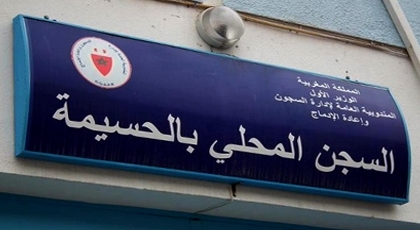 المملكة المغربية
الوزير الأول
المندوبية العامة لإدارة السجون
وإعادة الإدماج
السجن المحلي بالحسيمة